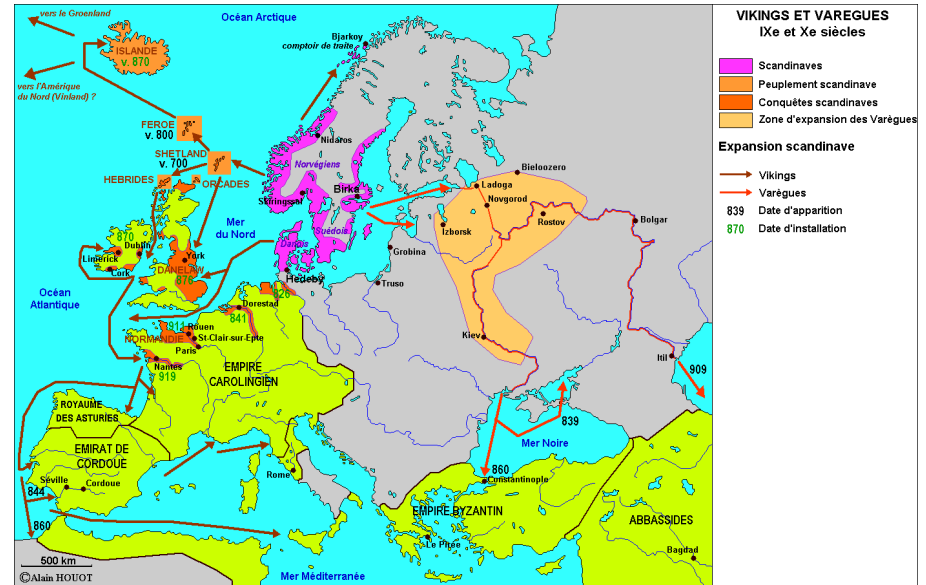 vers le Groenland
Océan Arctique
ISLANDE
v. 870
vers l'Amérique
du Nord (Vinland) ?
Bjarkoy
comptoir de traite
FEROE
v. 800
SHETLAND
v. 700
HEBRIDES
ORCADES
Nidaros
Norvégiens
Skiringssal
Birka
Suédois
Danois
Hedeby
Mer
du Nord
Bieloozero
Ladoga
Novgorod
Izborsk
Rostov
Bolgar
Grobina
Truso
870
Dublin
Limerick
Cork
York
DANELAW
876
Océan
Atlantique
826
Dorestad
841
911
Rouen
NORMANDIE
St-Clair-sur-Epte
Paris
Nantes
919
EMPIRE
CAROLINGIEN
Kiev
Itil
909
ROYAUME
DES ASTURIES
EMIRAT DE
CORDOUE
Séville
Cordoue
844
860
Rome
839
Mer Noire
860
Constantinople
EMPIRE BYZANTIN
Le Pirée
ABBASSIDES
Bagdad
500 km
©Alain HOUOT
Mer Méditerranée
VIKINGS ET VAREGUES
IXe et Xe siècles
Scandinaves
Peuplement scandinave
Conquêtes scandinaves
Zone d'expansion des Varègues
Expansion scandinave
Vikings
Varègues
839 Date d'apparition
870 Date d'installation